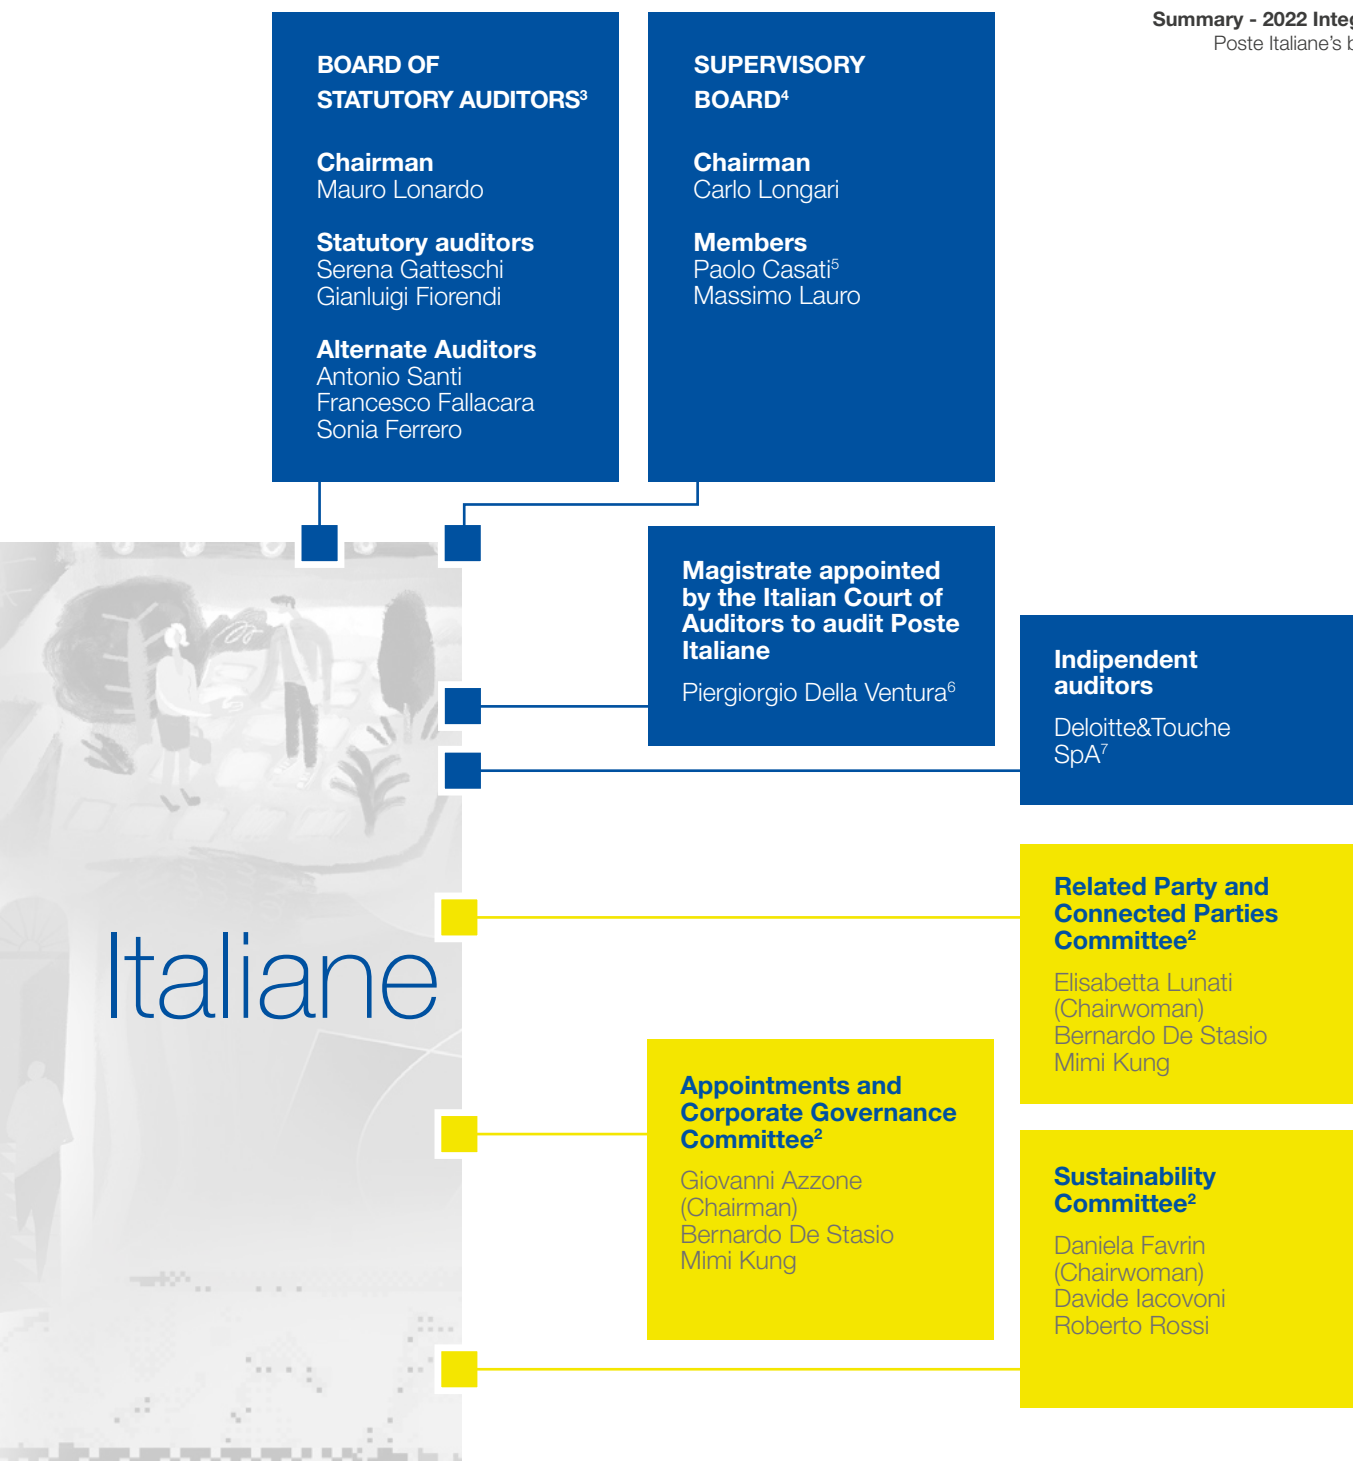 Summary - 2022
Poste Italiane's
BOARD OF
STATUTORY AUDITORS³
Chairman
Mauro Lonardo
Statutory auditors
Serena Gatteschi
Gianluigi Fiorendi
Alternate Auditors
Antonio Santi
Francesco Fallacara
Sonia Ferrero
SUPERVISORY
BOARD⁴
Chairman
Carlo Longari
Members
Paolo Casati⁵
Massimo Lauro
Magistrate appointed
by the Italian Court of
Auditors to audit Poste
Italiane
Piergiorgio Della Ventura⁶
Indipendent
auditors
Deloitte&Touche
SpA⁷
Related Party and
Connected Parties
Committee²
Elisabetta Lunati
(Chairwoman)
Bernardo De Stasio
Mimi Kung
Italiane
Appointments and
Corporate Governance
Committee²
Giovanni Azzone
(Chairman)
Bernardo De Stasio
Mimi Kung
Sustainability
Committee²
Daniela Favrin
(Chairwoman)
Davide Iacovoni
Roberto Rossi